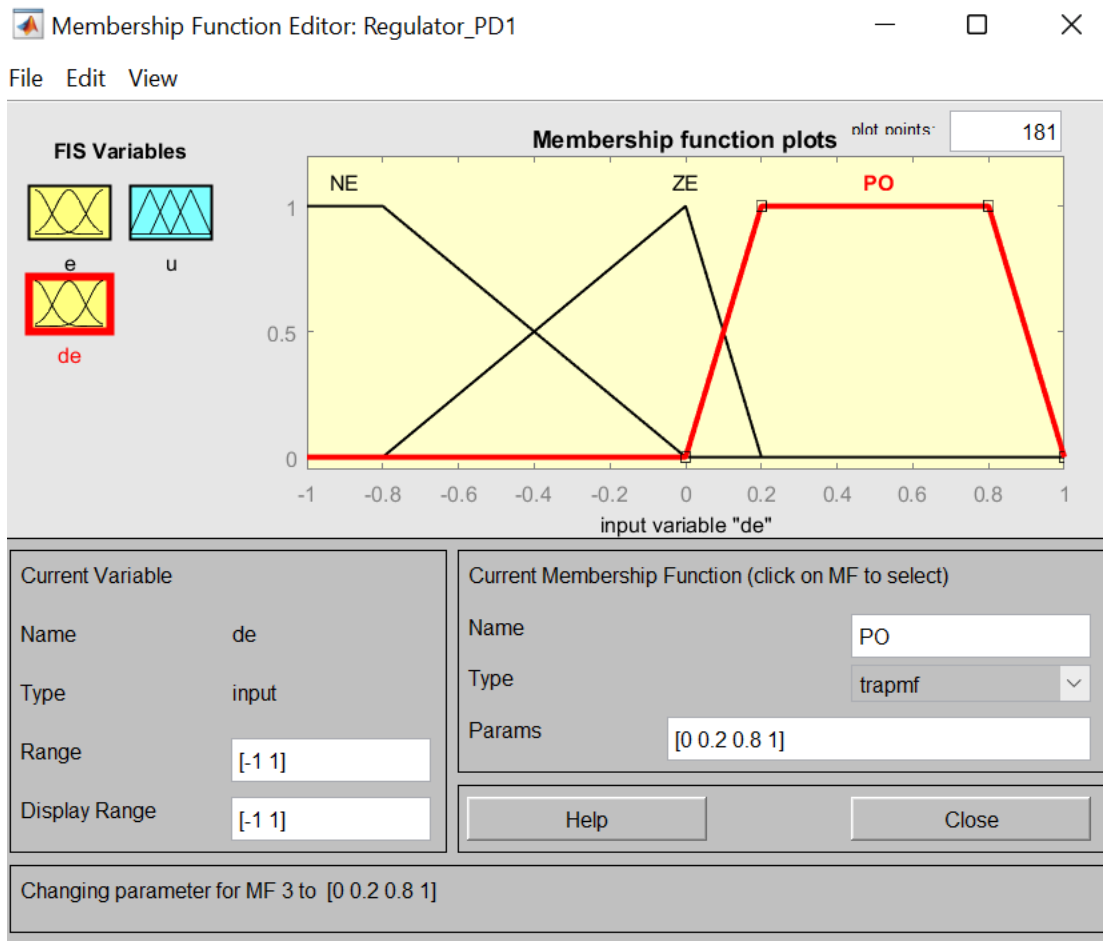 Membership Function Editor: Regulator_PD1
File Edit View
FIS Variables
e
u
de
Membership function plots
plot points:
181
NE
ZE
PO
1
0.5
0
-1 -0.8 -0.6 -0.4 -0.2 0 0.2 0.4 0.6 0.8 1
input variable "de"
Current Variable
Name de
Type input
Range [-1 1]
Display Range [-1 1]
Current Membership Function (click on MF to select)
Name PO
Type trapmf
Params [0 0.2 0.8 1]
Help Close
Changing parameter for MF 3 to [0 0.2 0.8 1]